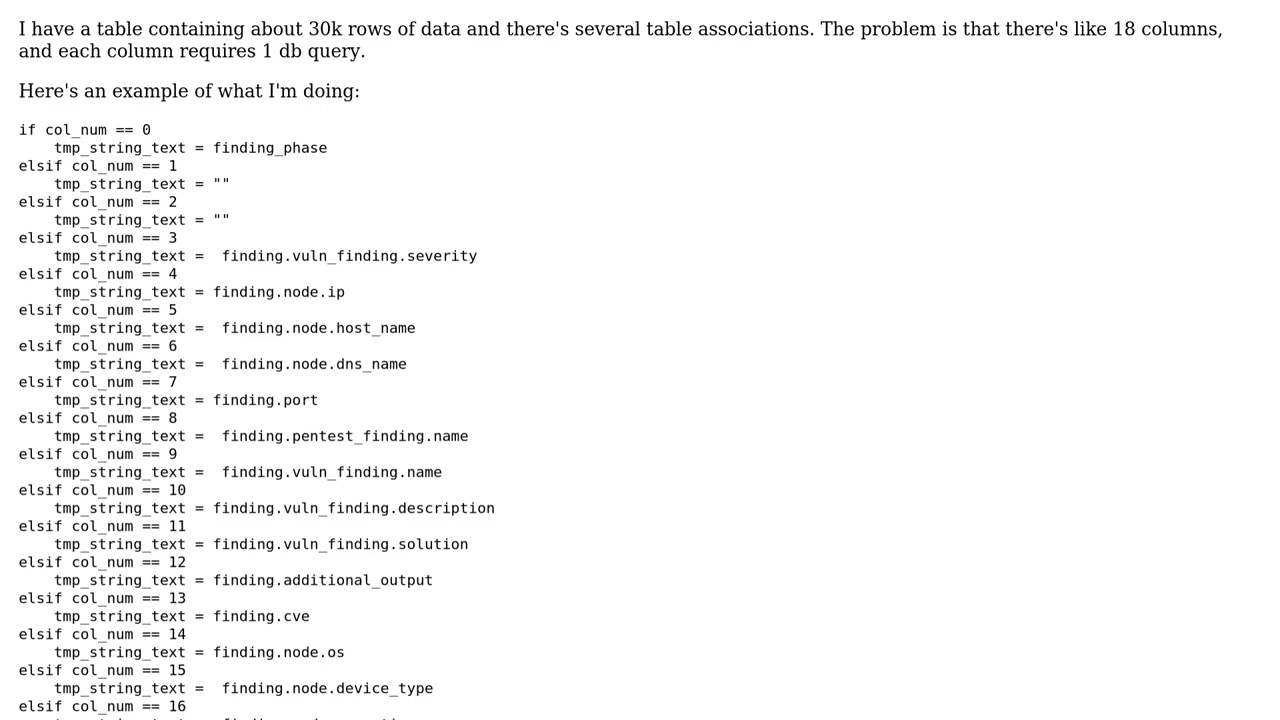 I have a table containing about 30k rows of data and there's several table associations. The problem is that there's like 18 columns,
and each column requires 1 db query.
Here's an example of what I'm doing:
if col_num == 0
    tmp_string_text = finding_phase
elsif col_num == 1
    tmp_string_text = ""
elsif col_num == 2
    tmp_string_text = ""
elsif col_num == 3
    tmp_string_text =  finding.vuln_finding.severity
elsif col_num == 4
    tmp_string_text = finding.node.ip
elsif col_num == 5
    tmp_string_text =  finding.node.host_name
elsif col_num == 6
    tmp_string_text =  finding.node.dns_name
elsif col_num == 7
    tmp_string_text = finding.port
elsif col_num == 8
    tmp_string_text =  finding.pentest_finding.name
elsif col_num == 9
    tmp_string_text =  finding.vuln_finding.name
elsif col_num == 10
    tmp_string_text = finding.vuln_finding.description
elsif col_num == 11
    tmp_string_text = finding.vuln_finding.solution
elsif col_num == 12
    tmp_string_text = finding.additional_output
elsif col_num == 13
    tmp_string_text = finding.cve
elsif col_num == 14
    tmp_string_text = finding.node.os
elsif col_num == 15
    tmp_string_text =  finding.node.device_type
elsif col_num == 16